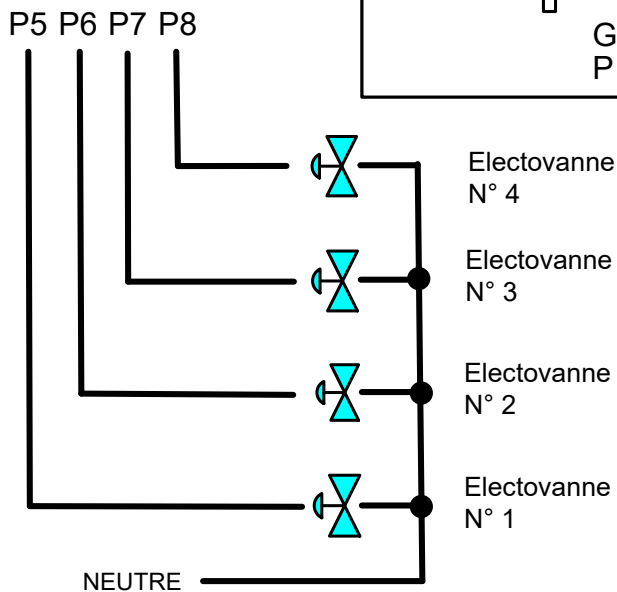 P5 P6 P7 P8
G
P
Electovanne
N° 4
Electovanne
N° 3
Electovanne
N° 2
Electovanne
N° 1
NEUTRE